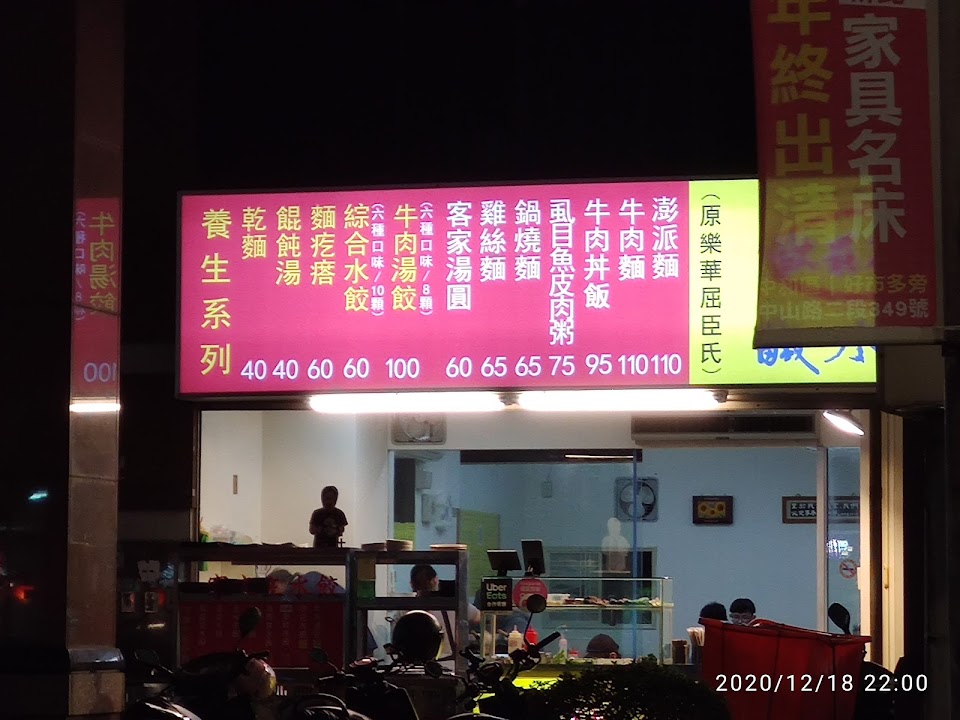 養生系列
乾麵 40
餛飩湯 40
麵疙瘩 60
綜合水餃(六種口味/10顆) 60
牛肉湯餃(六種口味/8顆) 100
客家湯圓 60
雞絲麵 65
鍋燒麵 65
虱目魚皮肉粥 75
牛肉丼飯 95
牛肉麵 110
澎派麵 110
(原樂華屈臣氏)
家具名床
年終出清
好市多旁
中山路二段349號
牛肉湯餃
100
Uber
Eats
2020/12/18 22:00